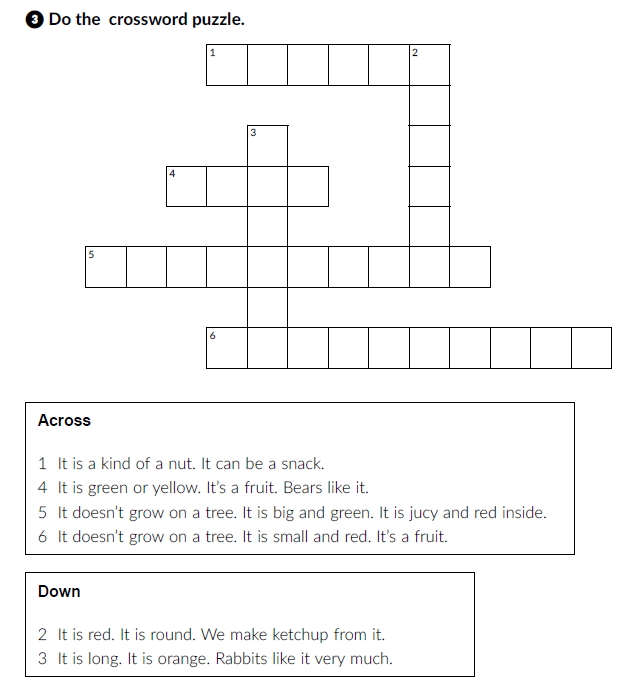 3 Do the crossword puzzle.
1
2
3
4
5
6
Across
1 It is a kind of a nut. It can be a snack.
4 It is green or yellow. It's a fruit. Bears like it.
5 It doesn't grow on a tree. It is big and green. It is jucy and red inside.
6 It doesn't grow on a tree. It is small and red. It's a fruit.
Down
2 It is red. It is round. We make ketchup from it.
3 It is long. It is orange. Rabbits like it very much.